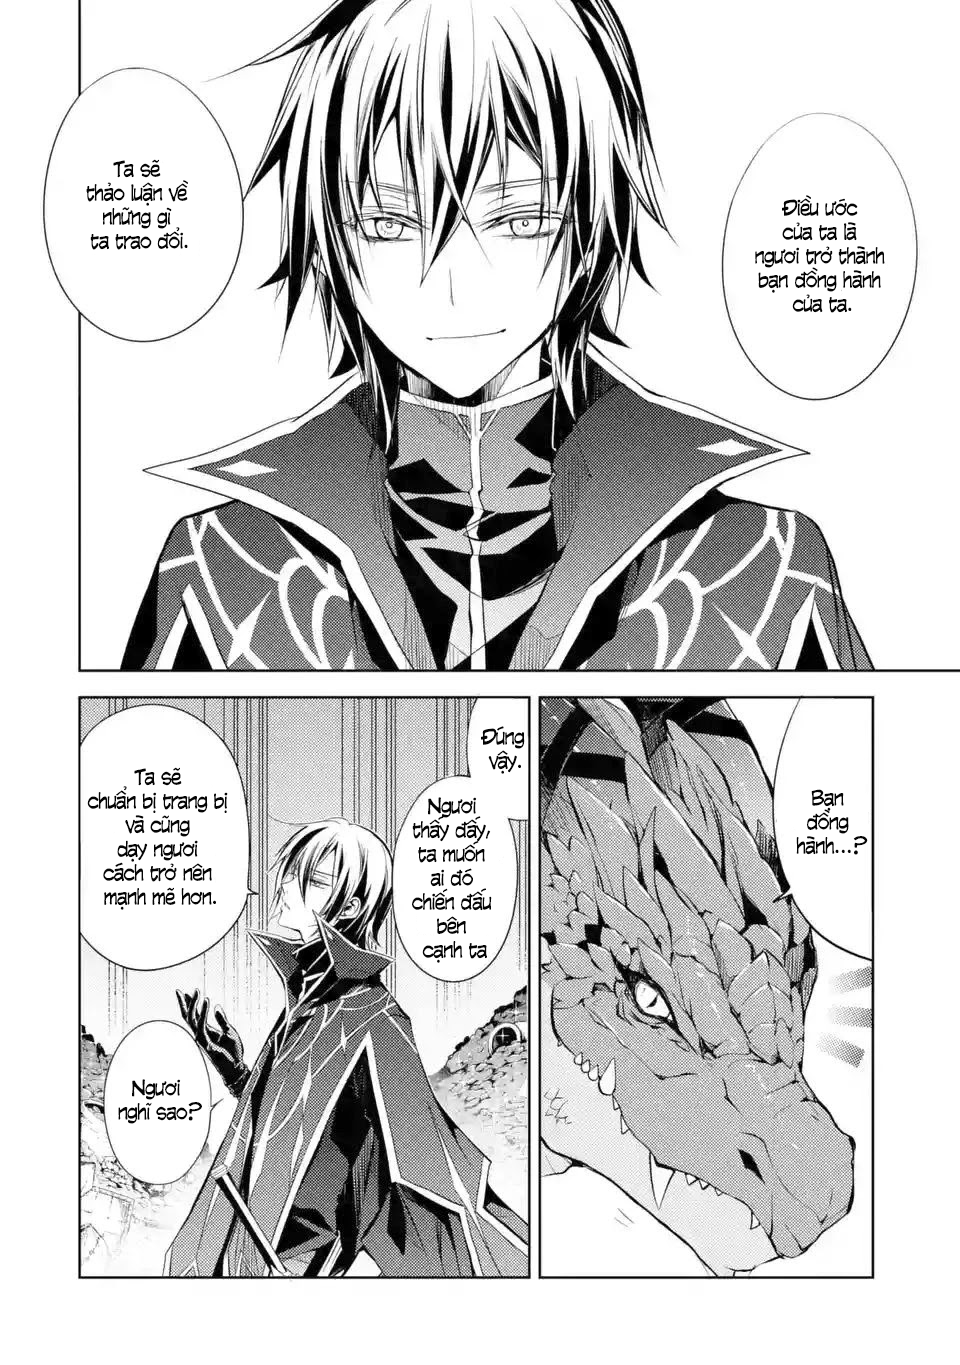 Điều ước
của ta là
ngươi trở thành
bạn đồng hành
của ta.
Ta sẽ
thảo luận về
những gì
ta trao đổi.
Bạn
đồng
hành...?
Đúng
vậy.
Ngươi
thấy đấy,
ta muốn
ai đó
chiến đấu
bên
cạnh ta
Ta sẽ
chuẩn bị trang bị
và cũng
dạy ngươi
cách trở nên
mạnh mẽ hơn.
Ngươi
nghĩ sao?